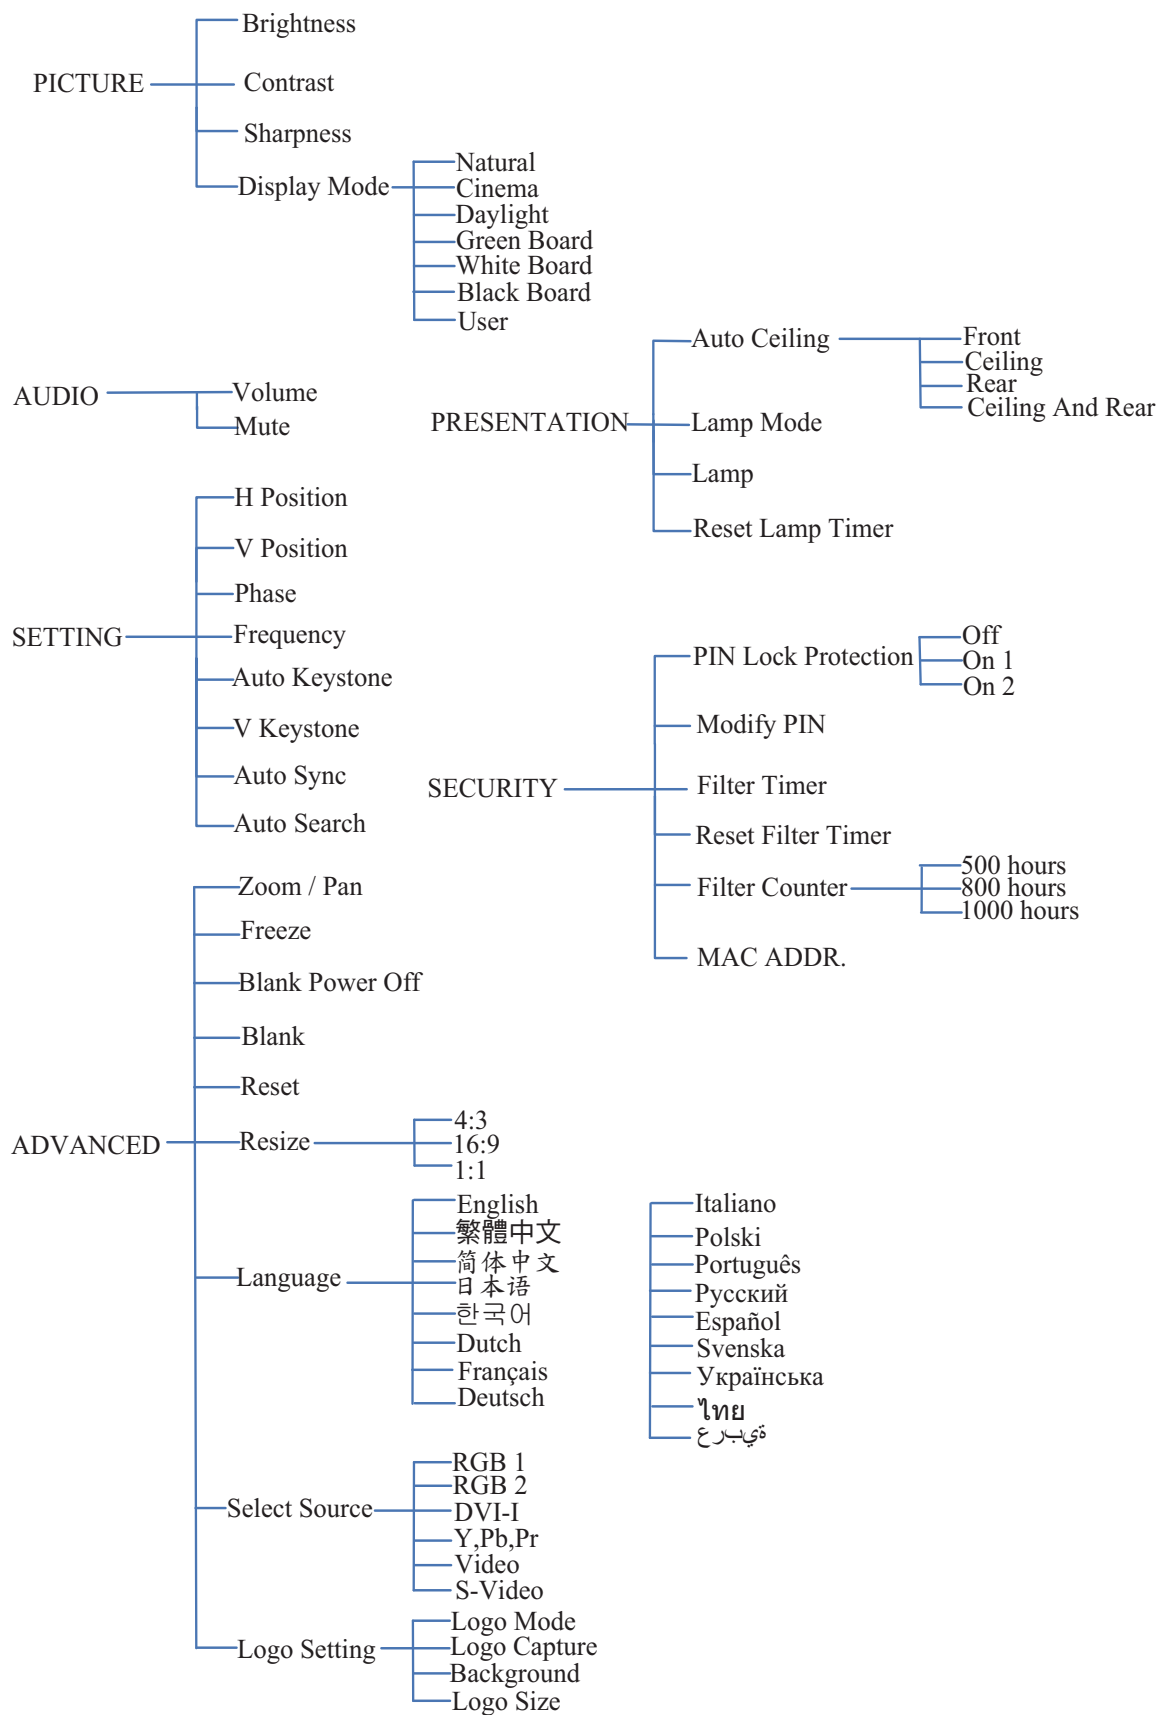 PICTURE
Brightness
Contrast
Sharpness
Display Mode
Natural
Cinema
Daylight
Green Board
White Board
Black Board
User
AUDIO
Volume
Mute
SETTING
H Position
V Position
Phase
Frequency
Auto Keystone
V Keystone
Auto Sync
Auto Search
ADVANCED
Zoom / Pan
Freeze
Blank Power Off
Blank
Reset
Resize
4:3
16:9
1:1
Language
English
繁體中文
简体中文
日本语
한국어
Dutch
Français
Deutsch
Italiano
Polski
Português
Русский
Español
Svenska
Українська
ไทย
ةيبرع
Select Source
RGB 1
RGB 2
DVI-I
Y,Pb,Pr
Video
S-Video
Logo Setting
Logo Mode
Logo Capture
Background
Logo Size
PRESENTATION
Auto Ceiling
Front
Ceiling
Rear
Ceiling And Rear
Lamp Mode
Lamp
Reset Lamp Timer
SECURITY
PIN Lock Protection
Off
On 1
On 2
Modify PIN
Filter Timer
Reset Filter Timer
Filter Counter
500 hours
800 hours
1000 hours
MAC ADDR.